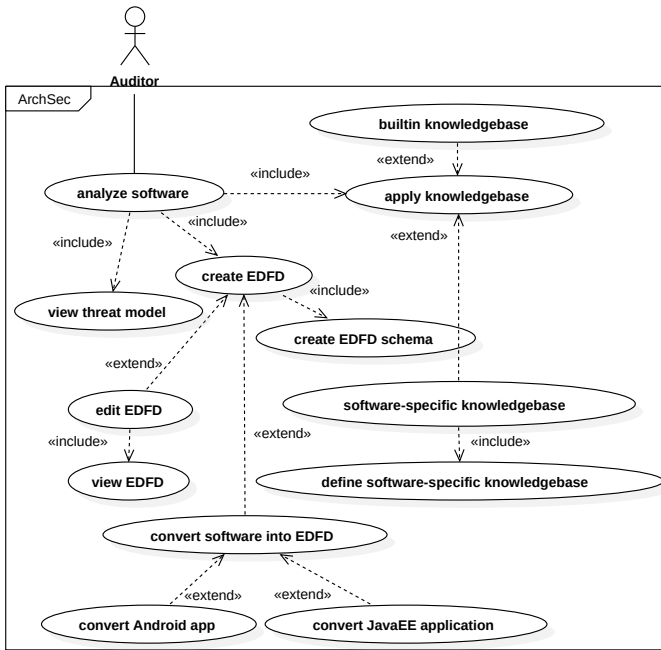 Auditor
ArchSec
builtin knowledgebase
«extend»
«include»
analyze software
apply knowledgebase
«include»
«include»
«extend»
create EDFD
«include»
view threat model
create EDFD schema
«extend»
edit EDFD
software-specific knowledgebase
«include»
«extend»
«include»
view EDFD
define software-specific knowledgebase
convert software into EDFD
«extend»
«extend»
convert Android app
convert JavaEE application